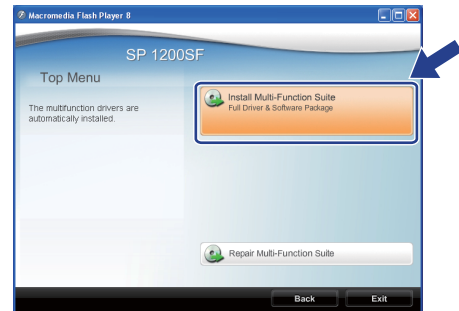 Macromedia Flash Player 8
SP 1200SF
Top Menu
The multifunction drivers are
automatically installed.
Install Multi-Function Suite
Full Driver & Software Package
Repair Multi-Function Suite
Back
Exit